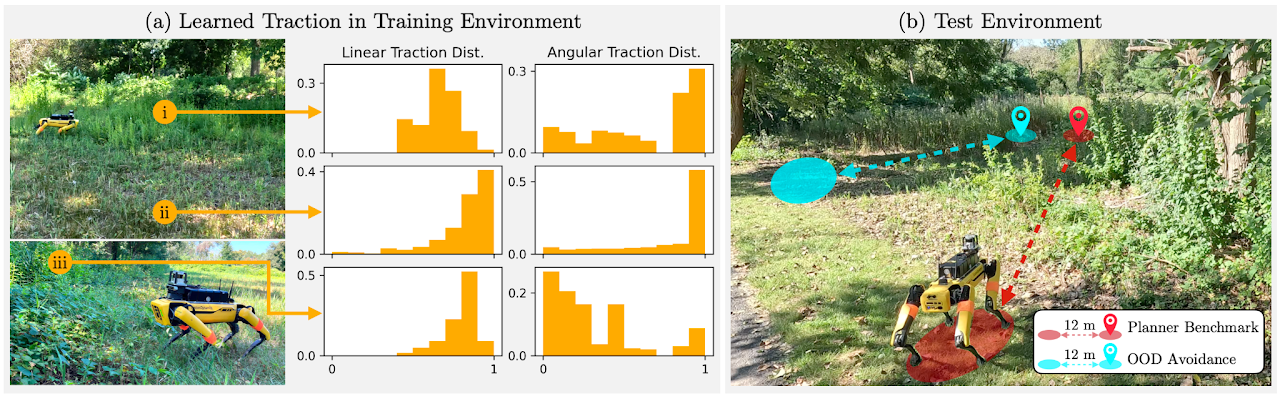 (a) Learned Traction in Training Environment
Linear Traction Dist.
Angular Traction Dist.
i
0.3
0.0
0.3
0.0
ii
0.4
0.0
0.5
0.0
iii
0.5
0.0
0
1
0.2
0.0
0
1
(b) Test Environment
12 m
Planner Benchmark
12 m
OOD Avoidance